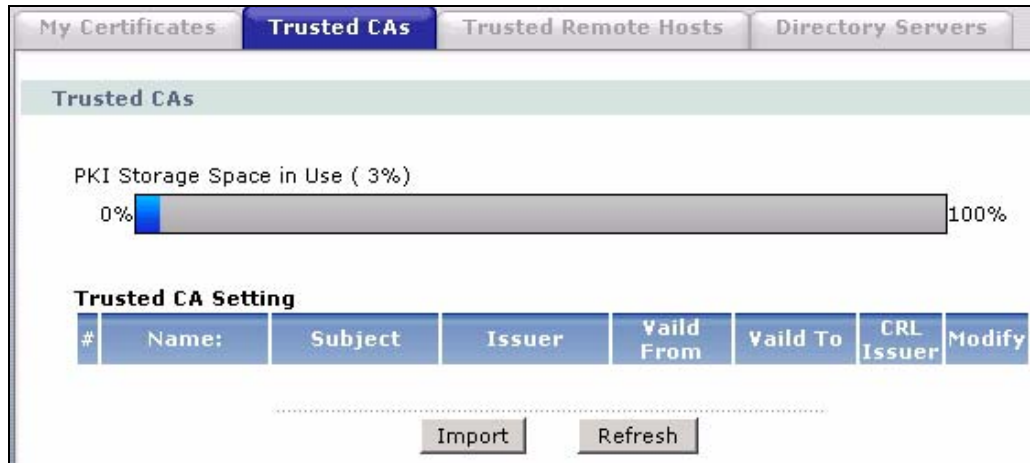 My Certificates Trusted CAs Trusted Remote Hosts Directory Servers
Trusted CAs
PKI Storage Space in Use ( 3%)
0% 100%
Trusted CA Setting
# Name: Subject Issuer Vaild From Vaild To CRL Issuer Modify
Import Refresh